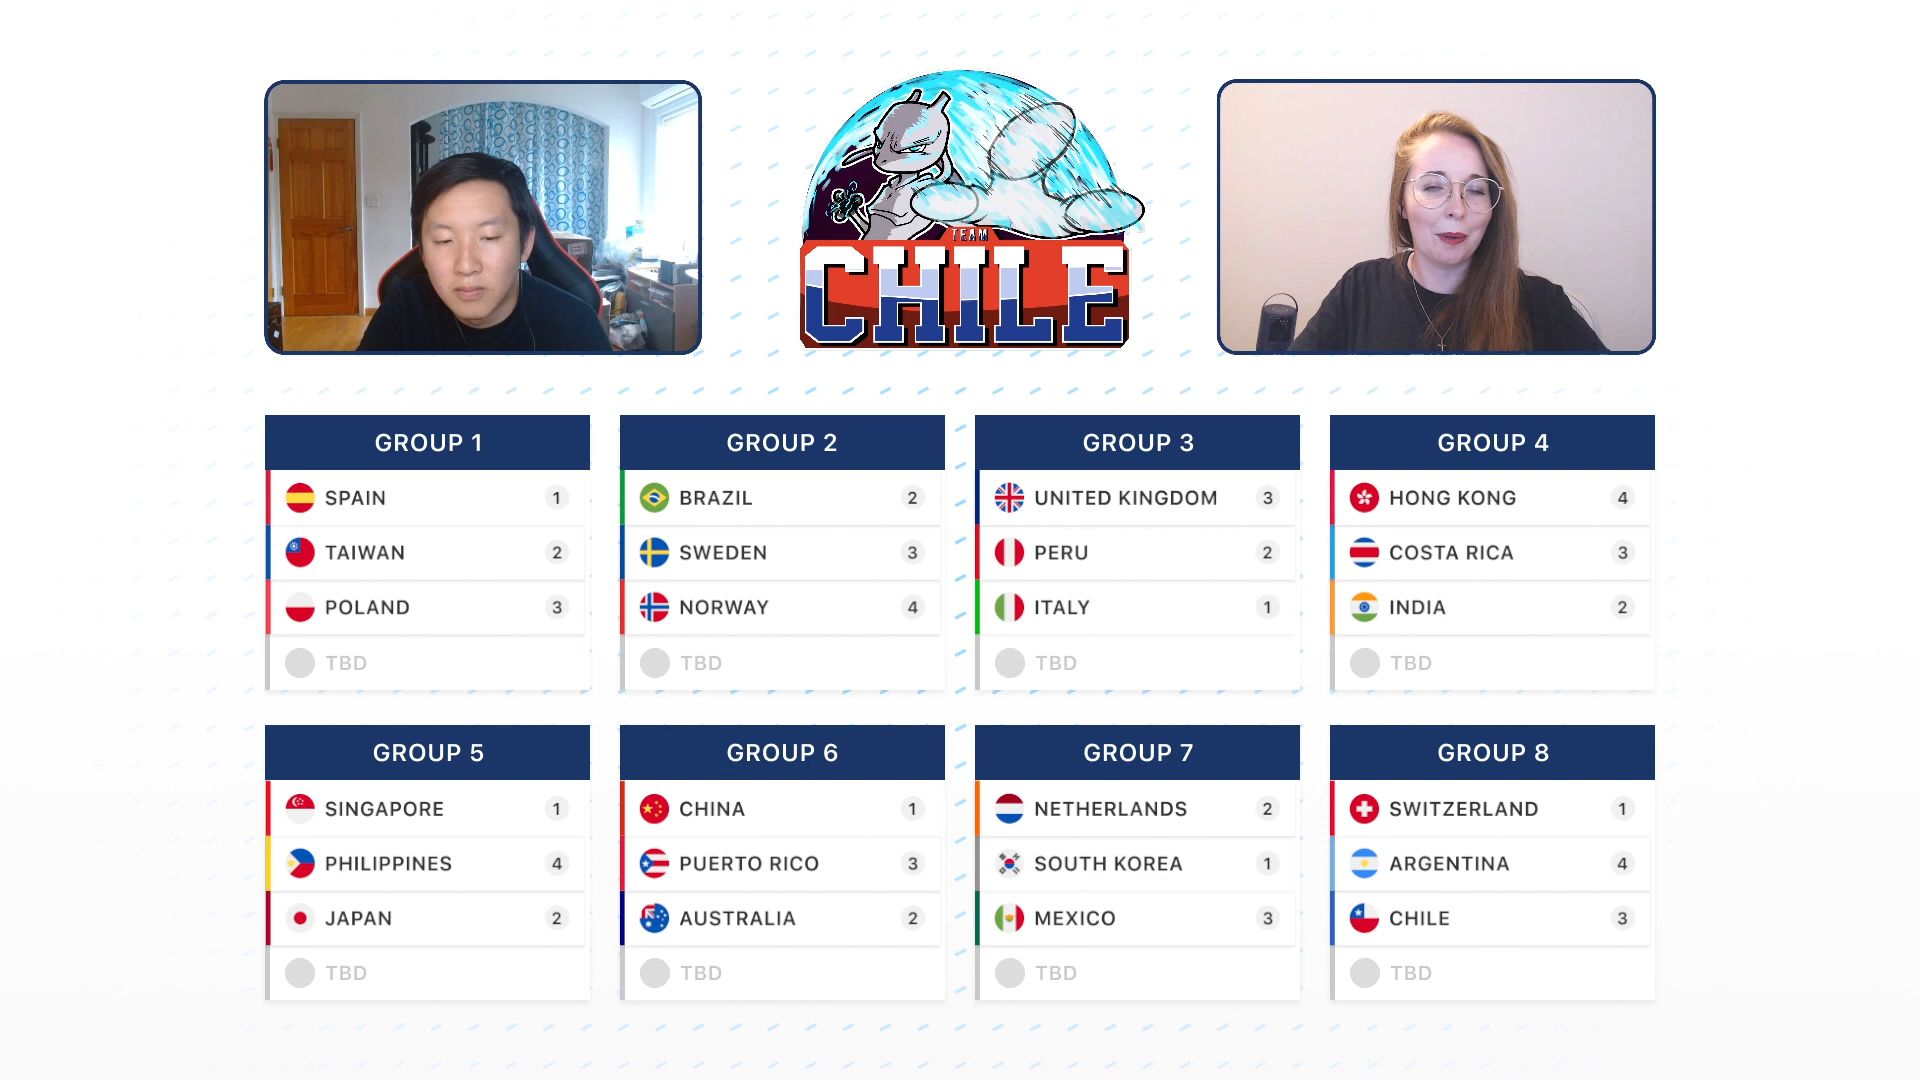 TEAM
CHILE
GROUP 1
SPAIN 1
TAIWAN 2
POLAND 3
TBD
GROUP 2
BRAZIL 2
SWEDEN 3
NORWAY 4
TBD
GROUP 3
UNITED KINGDOM 3
PERU 2
ITALY 1
TBD
GROUP 4
HONG KONG 4
COSTA RICA 3
INDIA 2
TBD
GROUP 5
SINGAPORE 1
PHILIPPINES 4
JAPAN 2
TBD
GROUP 6
CHINA 1
PUERTO RICO 3
AUSTRALIA 2
TBD
GROUP 7
NETHERLANDS 2
SOUTH KOREA 1
MEXICO 3
TBD
GROUP 8
SWITZERLAND 1
ARGENTINA 4
CHILE 3
TBD